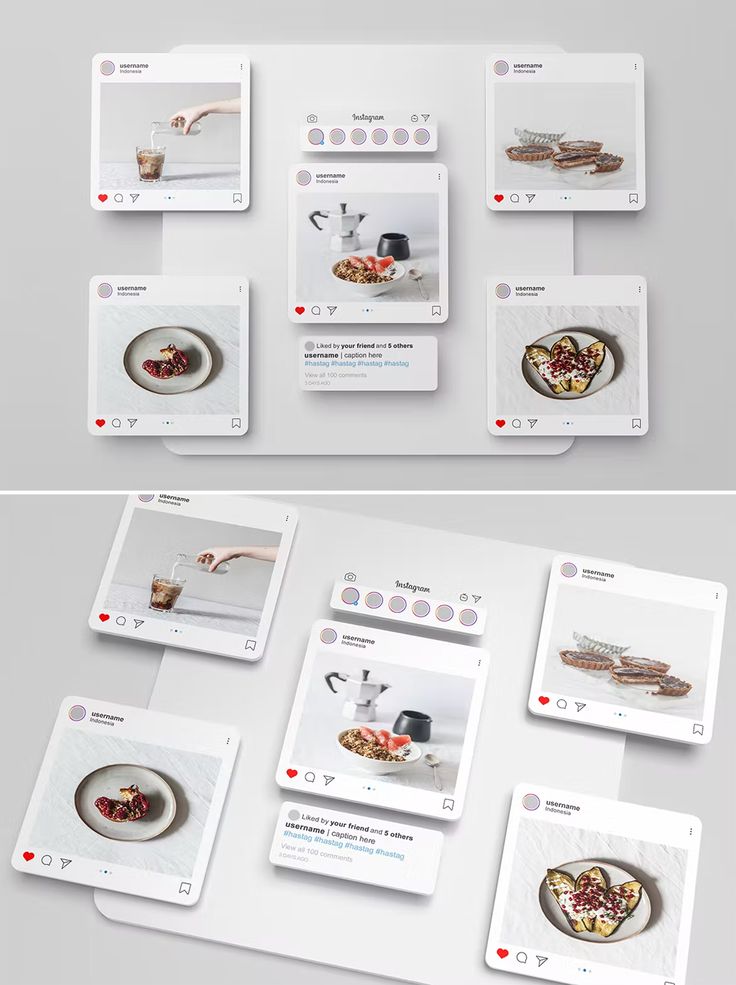 username
Indonesia
username
Indonesia
Instagram
username
Indonesia
username
Indonesia
username
Indonesia
Liked by your friend and 5 others
username | caption here
#hastag #hastag #hastag #hastag
View all 100 comments
3 DAYS AGO
username
Indonesia
username
Indonesia
Instagram
username
Indonesia
username
Indonesia
Liked by your friend and 5 others
username | caption here
#hastag #hastag #hastag #hastag
View all 100 comments
3 DAYS AGO
username
Indonesia